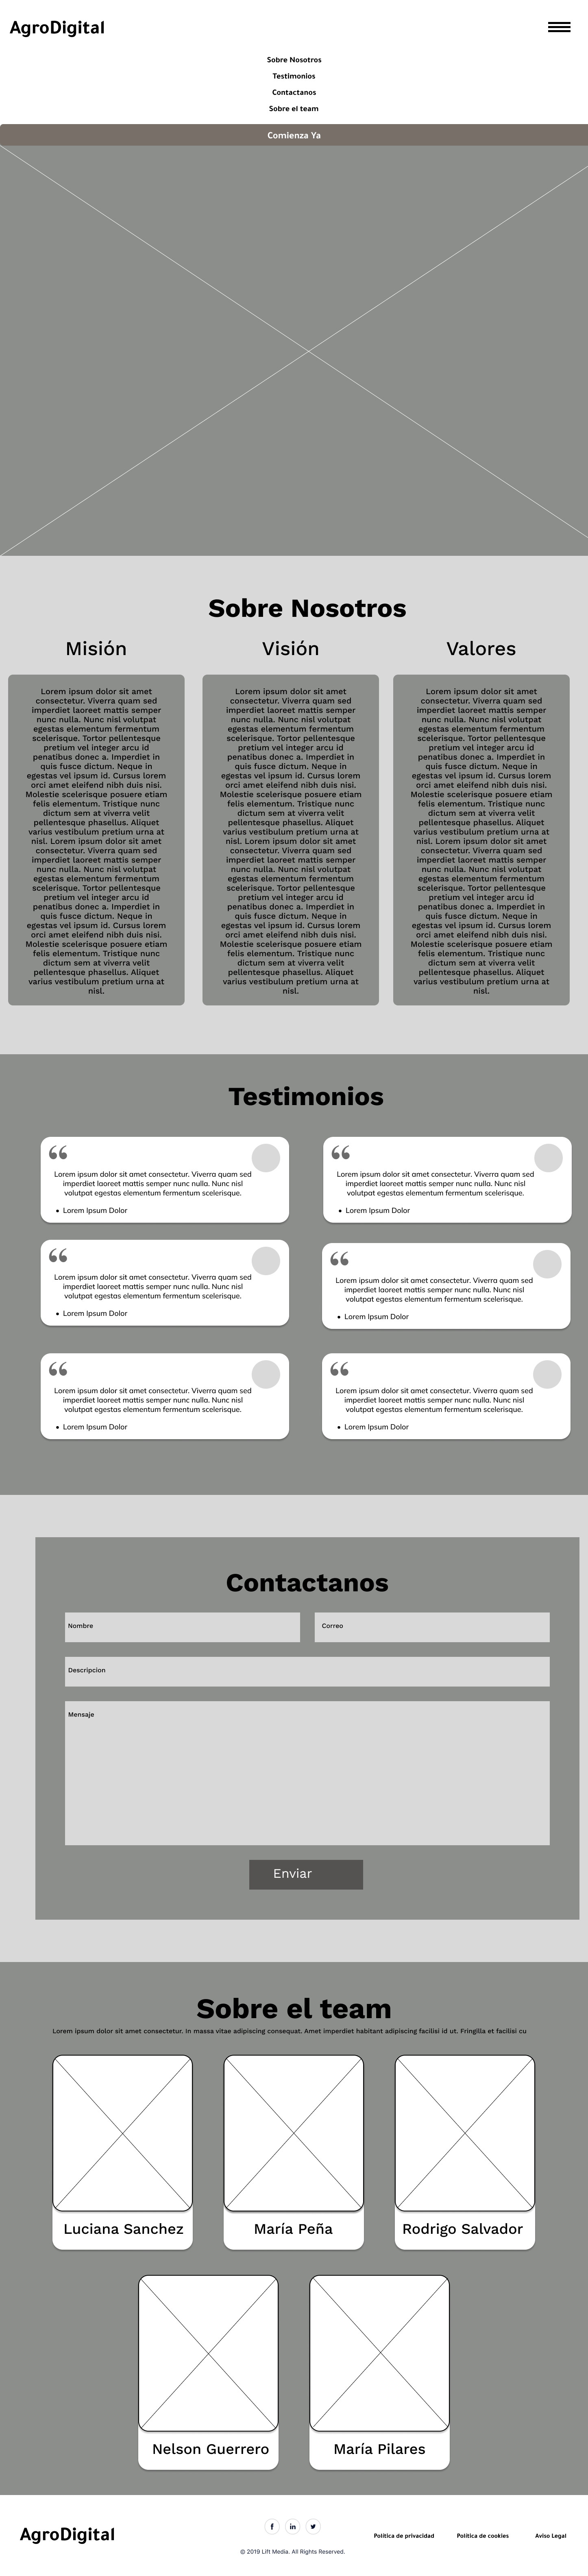 AgroDigital
Sobre Nosotros
Testimonios
Contactanos
Sobre el team
Comienza Ya
Sobre Nosotros
Misión
Visión
Valores
Lorem ipsum dolor sit amet
consectetur. Viverra quam sed
imperdiet laoreet mattis semper
nunc nulla. Nunc nisl volutpat
egestas elementum fermentum
scelerisque. Tortor pellentesque
pretium vel integer arcu id
penatibus donec a. Imperdiet in
quis fusce dictum. Neque in
egestas vel ipsum id. Cursus lorem
orci amet eleifend nibh duis nisi.
Molestie scelerisque posuere etiam
felis elementum. Tristique nunc
dictum sem at viverra velit
pellentesque phasellus. Aliquet
varius vestibulum pretium urna at
nisl. Lorem ipsum dolor sit amet
consectetur. Viverra quam sed
imperdiet laoreet mattis semper
nunc nulla. Nunc nisl volutpat
egestas elementum fermentum
scelerisque. Tortor pellentesque
pretium vel integer arcu id
penatibus donec a. Imperdiet in
quis fusce dictum. Neque in
egestas vel ipsum id. Cursus lorem
orci amet eleifend nibh duis nisi.
Molestie scelerisque posuere etiam
felis elementum. Tristique nunc
dictum sem at viverra velit
pellentesque phasellus. Aliquet
varius vestibulum pretium urna at
nisl.
Lorem ipsum dolor sit amet
consectetur. Viverra quam sed
imperdiet laoreet mattis semper
nunc nulla. Nunc nisl volutpat
egestas elementum fermentum
scelerisque. Tortor pellentesque
pretium vel integer arcu id
penatibus donec a. Imperdiet in
quis fusce dictum. Neque in
egestas vel ipsum id. Cursus lorem
orci amet eleifend nibh duis nisi.
Molestie scelerisque posuere etiam
felis elementum. Tristique nunc
dictum sem at viverra velit
pellentesque phasellus. Aliquet
varius vestibulum pretium urna at
nisl. Lorem ipsum dolor sit amet
consectetur. Viverra quam sed
imperdiet laoreet mattis semper
nunc nulla. Nunc nisl volutpat
egestas elementum fermentum
scelerisque. Tortor pellentesque
pretium vel integer arcu id
penatibus donec a. Imperdiet in
quis fusce dictum. Neque in
egestas vel ipsum id. Cursus lorem
orci amet eleifend nibh duis nisi.
Molestie scelerisque posuere etiam
felis elementum. Tristique nunc
dictum sem at viverra velit
pellentesque phasellus. Aliquet
varius vestibulum pretium urna at
nisl.
Lorem ipsum dolor sit amet
consectetur. Viverra quam sed
imperdiet laoreet mattis semper
nunc nulla. Nunc nisl volutpat
egestas elementum fermentum
scelerisque. Tortor pellentesque
pretium vel integer arcu id
penatibus donec a. Imperdiet in
quis fusce dictum. Neque in
egestas vel ipsum id. Cursus lorem
orci amet eleifend nibh duis nisi.
Molestie scelerisque posuere etiam
felis elementum. Tristique nunc
dictum sem at viverra velit
pellentesque phasellus. Aliquet
varius vestibulum pretium urna at
nisl. Lorem ipsum dolor sit amet
consectetur. Viverra quam sed
imperdiet laoreet mattis semper
nunc nulla. Nunc nisl volutpat
egestas elementum fermentum
scelerisque. Tortor pellentesque
pretium vel integer arcu id
penatibus donec a. Imperdiet in
quis fusce dictum. Neque in
egestas vel ipsum id. Cursus lorem
orci amet eleifend nibh duis nisi.
Molestie scelerisque posuere etiam
felis elementum. Tristique nunc
dictum sem at viverra velit
pellentesque phasellus. Aliquet
varius vestibulum pretium urna at
nisl.
Testimonios
“
Lorem ipsum dolor sit amet consectetur. Viverra quam sed
imperdiet laoreet mattis semper nunc nulla. Nunc nisl
volutpat egestas elementum fermentum scelerisque.
• Lorem Ipsum Dolor
“
Lorem ipsum dolor sit amet consectetur. Viverra quam sed
imperdiet laoreet mattis semper nunc nulla. Nunc nisl
volutpat egestas elementum fermentum scelerisque.
• Lorem Ipsum Dolor
“
Lorem ipsum dolor sit amet consectetur. Viverra quam sed
imperdiet laoreet mattis semper nunc nulla. Nunc nisl
volutpat egestas elementum fermentum scelerisque.
• Lorem Ipsum Dolor
“
Lorem ipsum dolor sit amet consectetur. Viverra quam sed
imperdiet laoreet mattis semper nunc nulla. Nunc nisl
volutpat egestas elementum fermentum scelerisque.
• Lorem Ipsum Dolor
“
Lorem ipsum dolor sit amet consectetur. Viverra quam sed
imperdiet laoreet mattis semper nunc nulla. Nunc nisl
volutpat egestas elementum fermentum scelerisque.
• Lorem Ipsum Dolor
“
Lorem ipsum dolor sit amet consectetur. Viverra quam sed
imperdiet laoreet mattis semper nunc nulla. Nunc nisl
volutpat egestas elementum fermentum scelerisque.
• Lorem Ipsum Dolor
Contactanos
Nombre
Correo
Descripcion
Mensaje
Enviar
Sobre el team
Lorem ipsum dolor sit amet consectetur. In massa vitae adipiscing consequat. Amet imperdiet habitant adipiscing facilisi id ut. Fringilla et facilisi cu
Luciana Sanchez
María Peña
Rodrigo Salvador
Nelson Guerrero
María Pilares
AgroDigital
© 2019 Lift Media. All Rights Reserved.
Política de privacidad
Política de cookies
Aviso Legal